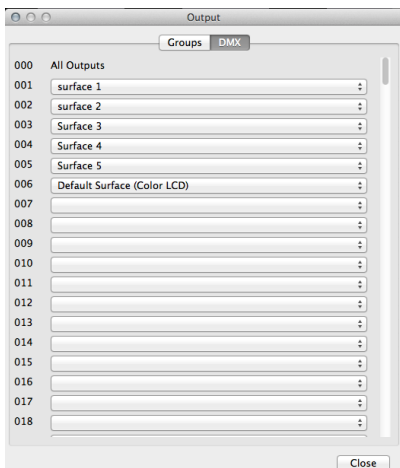 Output
Groups DMX
000 All Outputs
001 surface 1
002 surface 2
003 Surface 3
004 Surface 4
005 Surface 5
006 Default Surface (Color LCD)
007
008
009
010
011
012
013
014
015
016
017
018
Close